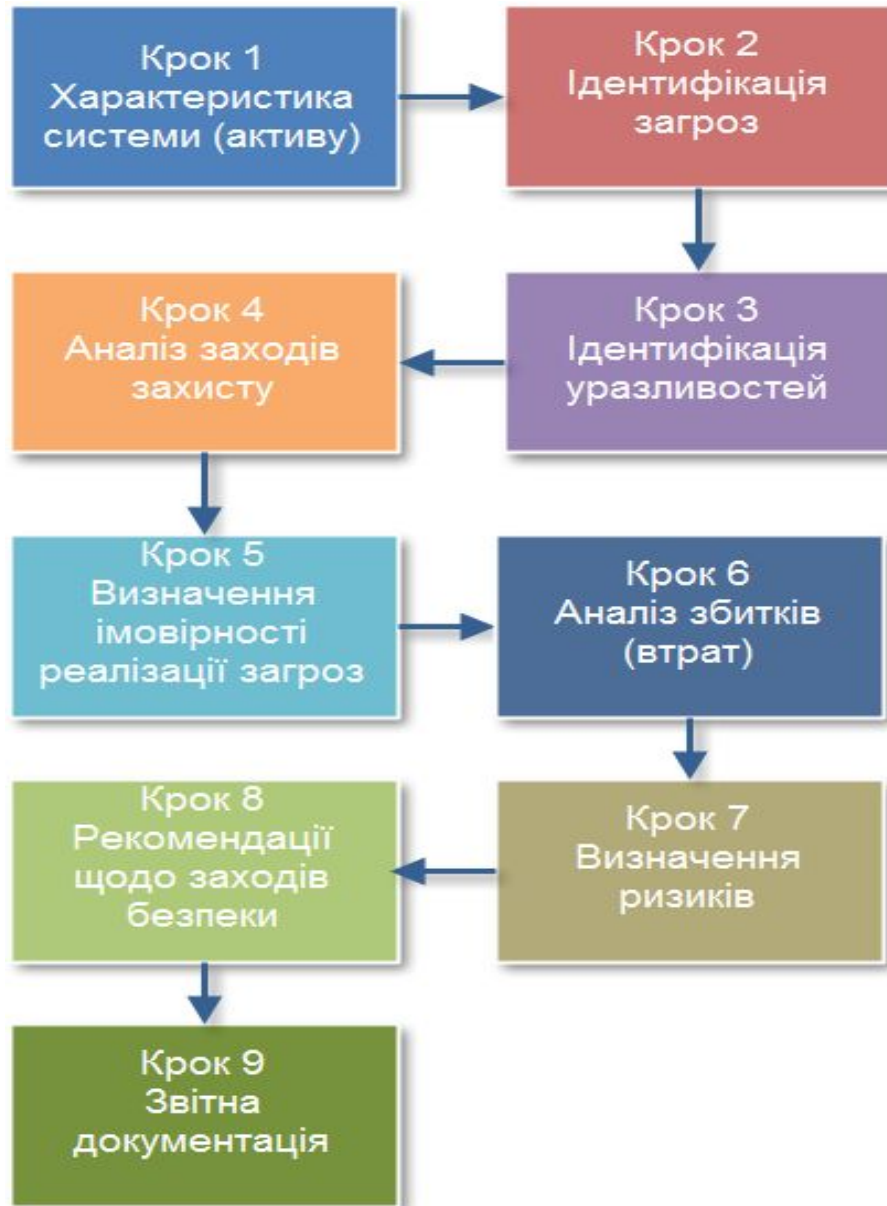 Крок 1
Характеристика
системи (активу)
Крок 2
Ідентифікація
загроз
Крок 3
Ідентифікація
уразливостей
Крок 4
Аналіз заходів
захисту
Крок 5
Визначення
імовірності
реалізації загроз
Крок 6
Аналіз збитків
(втрат)
Крок 7
Визначення
ризиків
Крок 8
Рекомендації
щодо заходів
безпеки
Крок 9
Звітна
документація